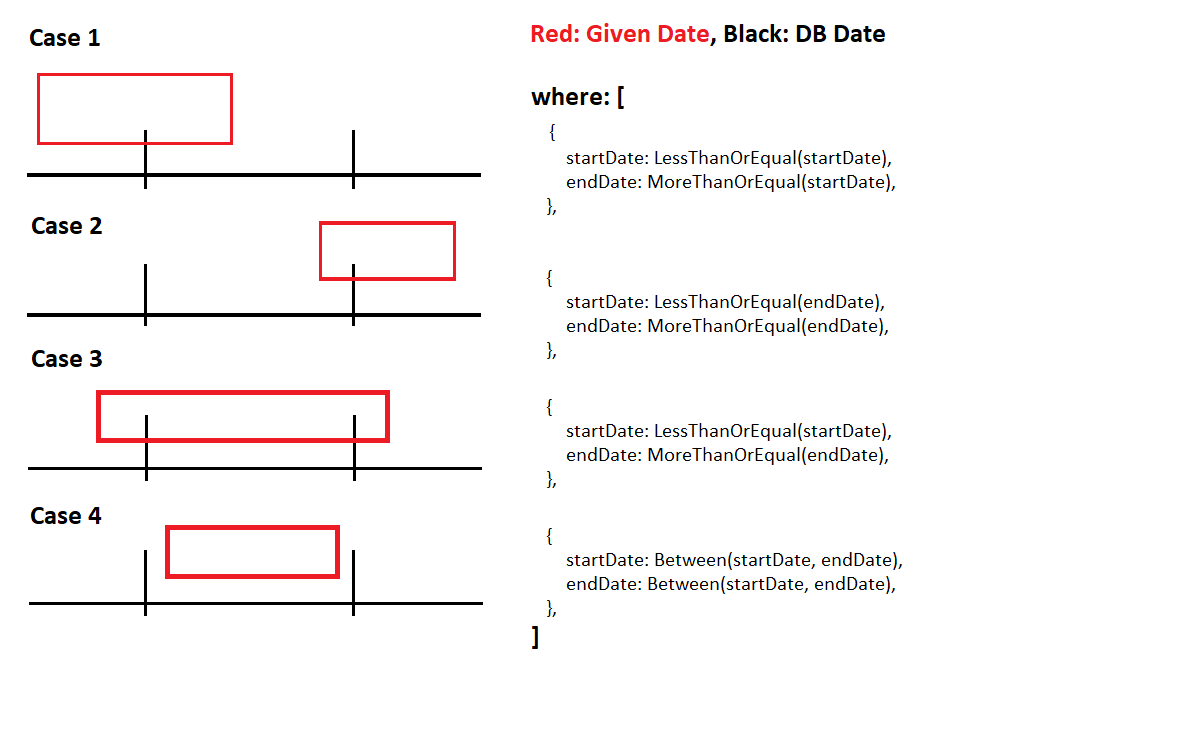 Case 1
Case 2
Case 3
Case 4
Red: Given Date, Black: DB Date
where: [
{
startDate: LessThanOrEqual(startDate),
endDate: MoreThanOrEqual(startDate),
},
{
startDate: LessThanOrEqual(endDate),
endDate: MoreThanOrEqual(endDate),
},
{
startDate: LessThanOrEqual(startDate),
endDate: MoreThanOrEqual(endDate),
},
{
startDate: Between(startDate, endDate),
endDate: Between(startDate, endDate),
},
]